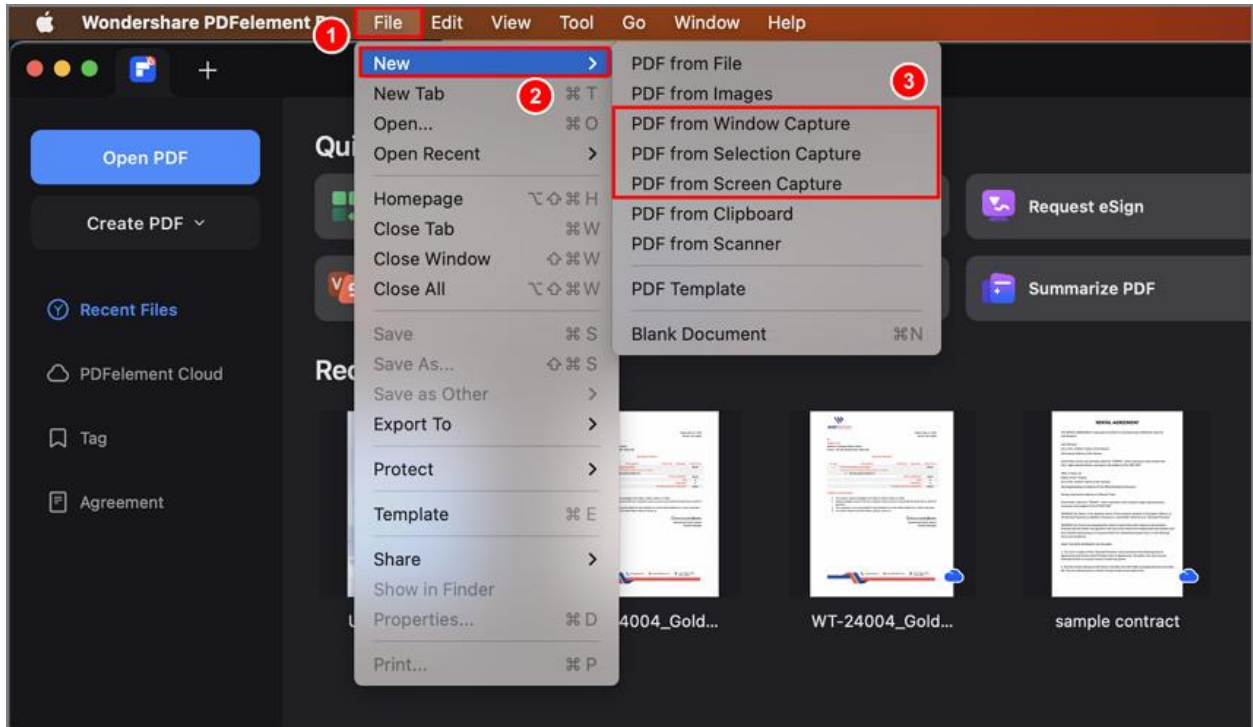 Wondershare PDFelement P File Edit View Tool Go Window Help
1
New >
New Tab ⌘ T
Open... ⌘ O
Open Recent >
Homepage ⌥⇧⌘ H
Close Tab ⌘ W
Close Window ⇧⌘ W
Close All ⌥⇧⌘ W
Save ⌘ S
Save As... ⇧⌘ S
Save as Other >
Export To >
Protect >
Template ⌘ E
Share >
Show in Finder
Properties... ⌘ D
Print... ⌘ P
2
3
PDF from File
PDF from Images
PDF from Window Capture
PDF from Selection Capture
PDF from Screen Capture
PDF from Clipboard
PDF from Scanner
PDF Template
Blank Document ⌘N
Open PDF
Create PDF
Recent Files
PDFelement Cloud
Tag
Agreement
Qui
Request eSign
Summarize PDF
Rec
RENTAL AGREEMENT
4004_Gold...
WT-24004_Gold...
sample contract